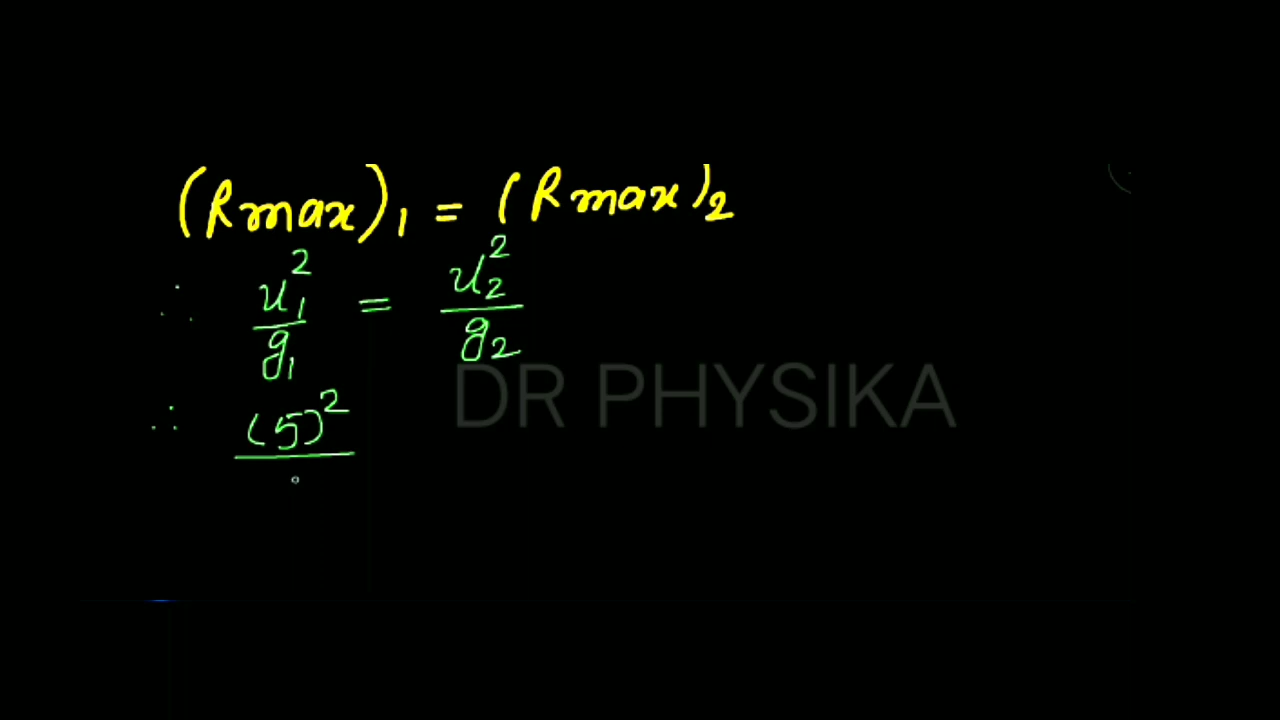 (Rmax)₁ = (Rmax)₂
∴ u₁²/g₁ = u₂²/g₂
DR PHYSIKA
∴ (5)²/